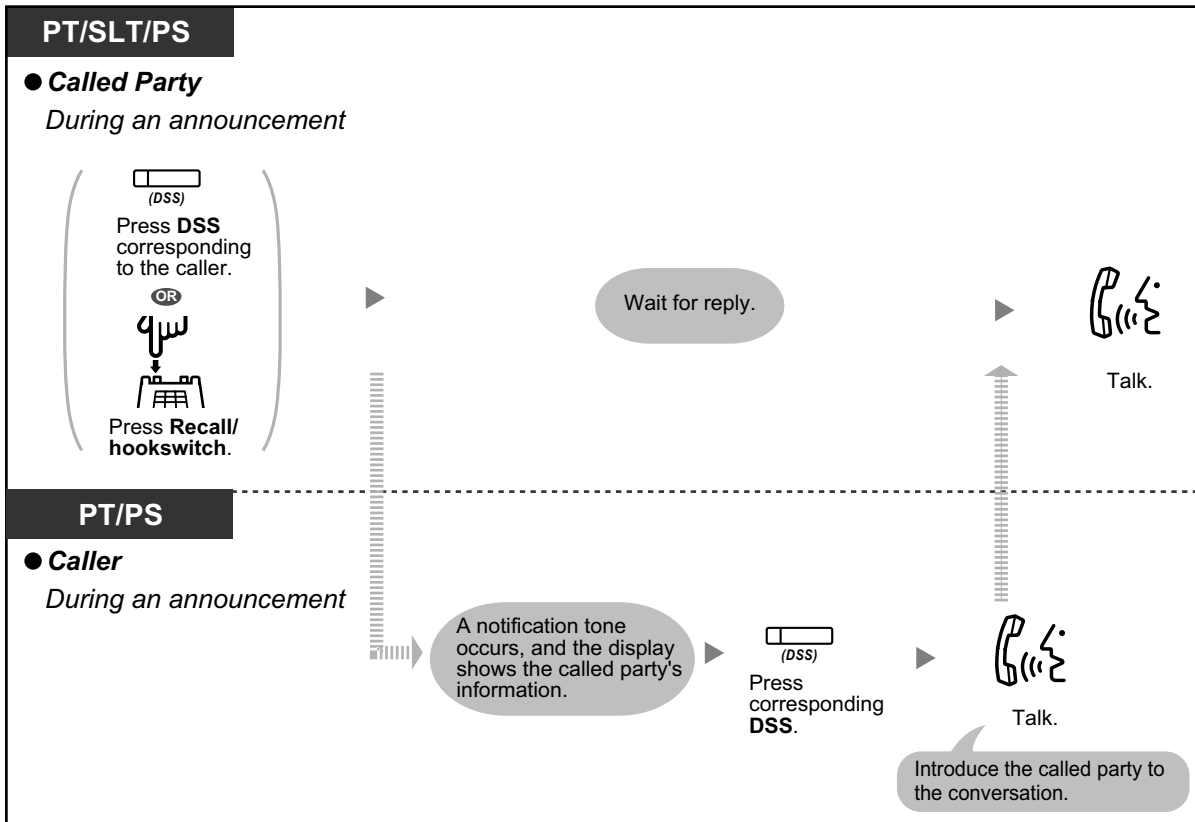 PT/SLT/PS
● Called Party
During an announcement
(DSS)
Press DSS
corresponding
to the caller.
OR
Press Recall/
hookswitch.
Wait for reply.
Talk.
PT/PS
● Caller
During an announcement
A notification tone
occurs, and the display
shows the called party's
information.
(DSS)
Press
corresponding
DSS.
Talk.
Introduce the called party to
the conversation.